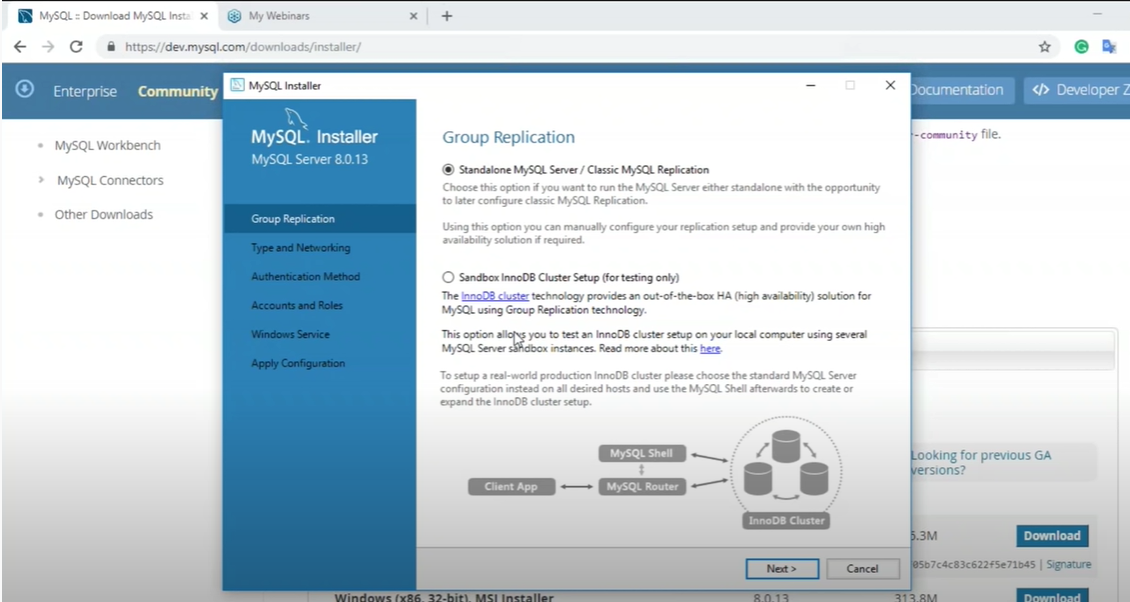 MySQL :: Download MySQL Insta
My Webinars
https://dev.mysql.com/downloads/installer/
Enterprise
Community
Documentation
Developer Z
MySQL Workbench
MySQL Connectors
Other Downloads
MySQL Installer
MySQL. Installer
MySQL Server 8.0.13
Group Replication
Type and Networking
Authentication Method
Accounts and Roles
Windows Service
Apply Configuration
Group Replication
Standalone MySQL Server / Classic MySQL Replication
Choose this option if you want to run the MySQL Server either standalone with the opportunity
to later configure classic MySQL Replication.
Using this option you can manually configure your replication setup and provide your own high
availability solution if required.
Sandbox InnoDB Cluster Setup (for testing only)
The InnoDB cluster technology provides an out-of-the-box HA (high availability) solution for
MySQL using Group Replication technology.
This option allows you to test an InnoDB cluster setup on your local computer using several
MySQL Server sandbox instances. Read more about this here.
To setup a real-world production InnoDB cluster please choose the standard MySQL Server
configuration instead on all desired hosts and use the MySQL Shell afterwards to create or
expand the InnoDB cluster setup.
MySQL Shell
Client App
MySQL Router
InnoDB Cluster
Next >
Cancel
-community file.
Looking for previous GA
versions?
5.3M
Download
05b7c4c83c622f5e71b45 | Signature
Windows (x86, 32-bit), MSI Installer
8.0.13
313.8M
Download